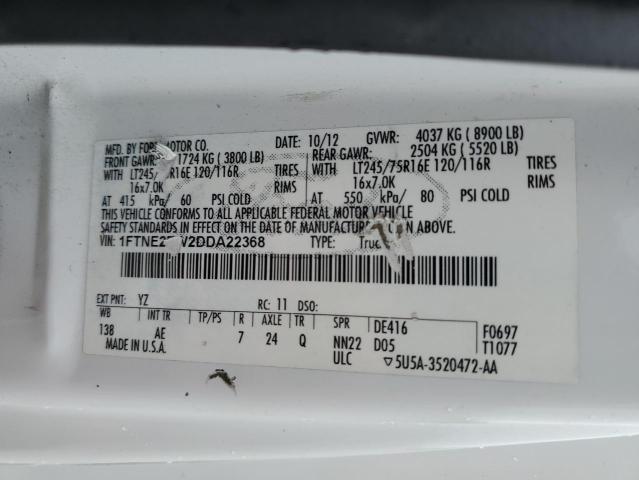 MFD. BY FORD MOTOR CO. DATE: 10/12 GVWR: 4037 KG ( 8900 LB)
FRONT GAWR: 1724 KG ( 3800 LB) REAR GAWR: 2504 KG ( 5520 LB)
WITH LT245/ R16E 120/116R TIRES WITH LT245/75R16E 120/116R TIRES
16x7.0K RIMS 16x7.0K RIMS
AT 415 kPa/ 60 PSI COLD AT 550 kPa/ 80 PSI COLD
THIS VEHICLE CONFORMS TO ALL APPLICABLE FEDERAL MOTOR VEHICLE
SAFETY STANDARDS IN EFFECT ON THE DATE OF MANUFACTURE SHOWN ABOVE.
VIN: TYPE:
EXT PNT: YZ RC: 11 DSO:
WB INT TR TP/PS R AXLE TR SPR DE416 F0697
138 AE 7 24 Q NN22 D05 T1077
MADE IN U.S.A. ULC ▽5U5A-3520472-AA